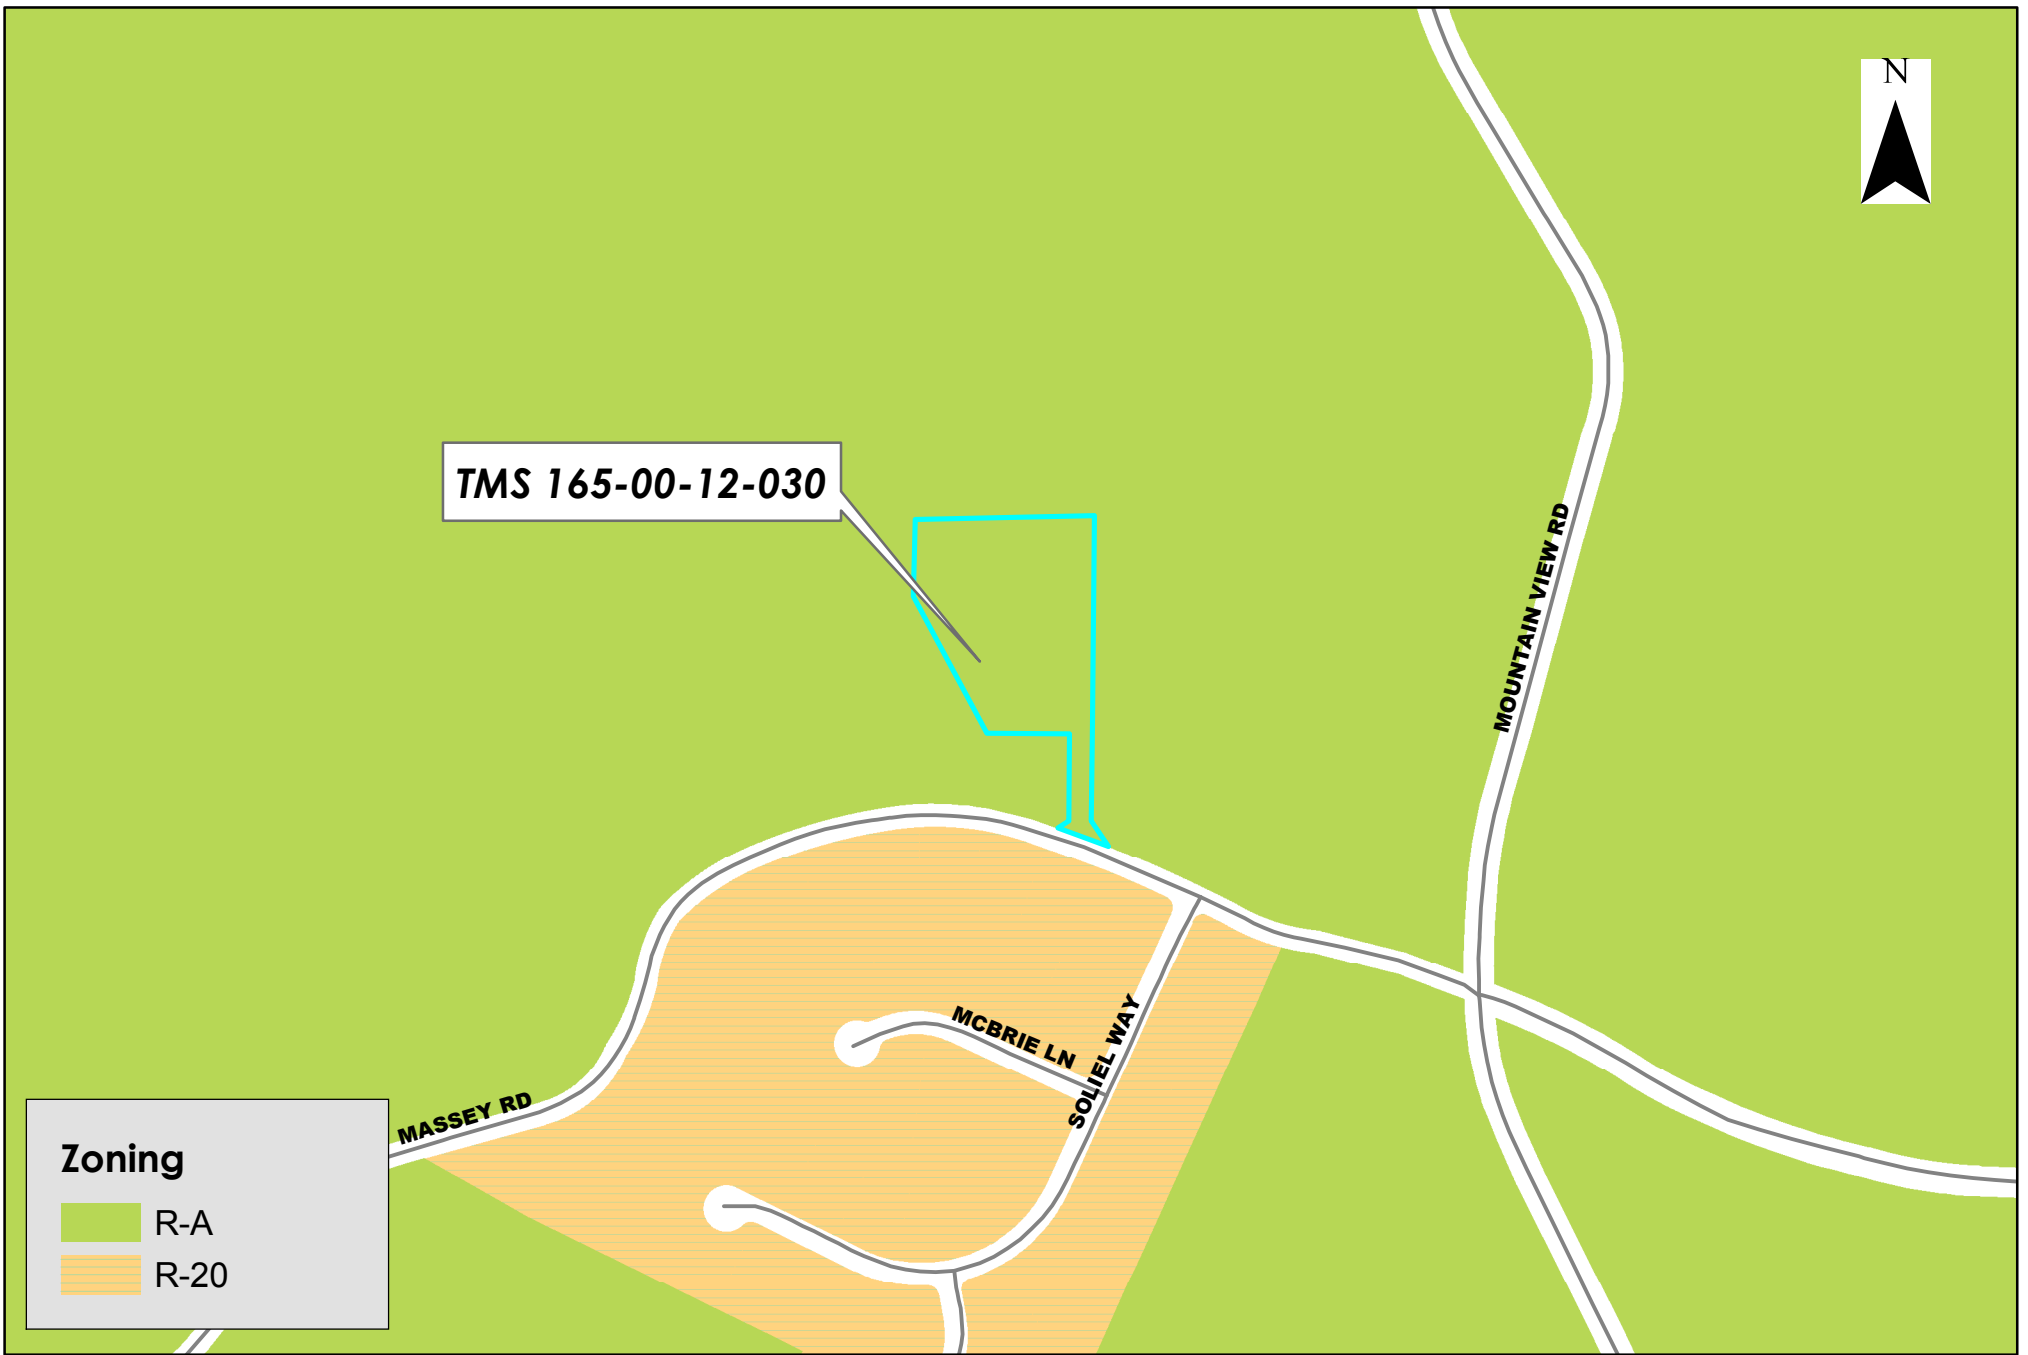 N
TMS 165-00-12-030
MOUNTAIN VIEW RD
MCBRIE LN
SOLIEL WAY
MASSEY RD
Zoning
R-A
R-20